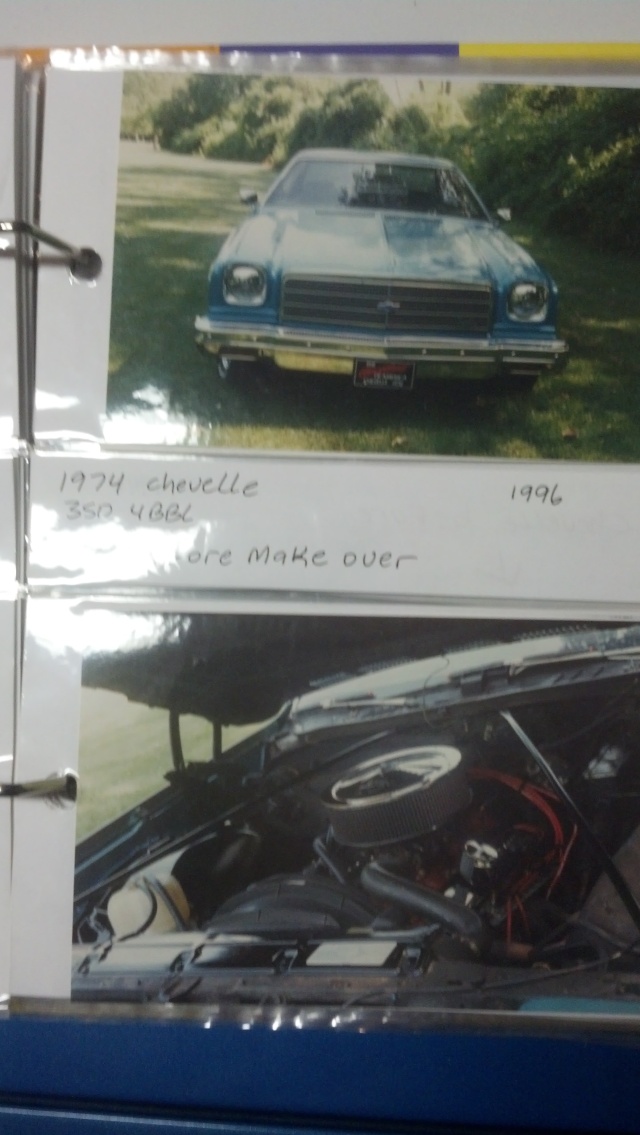 1974 chevelle
1996
350 4BBL
ore make over